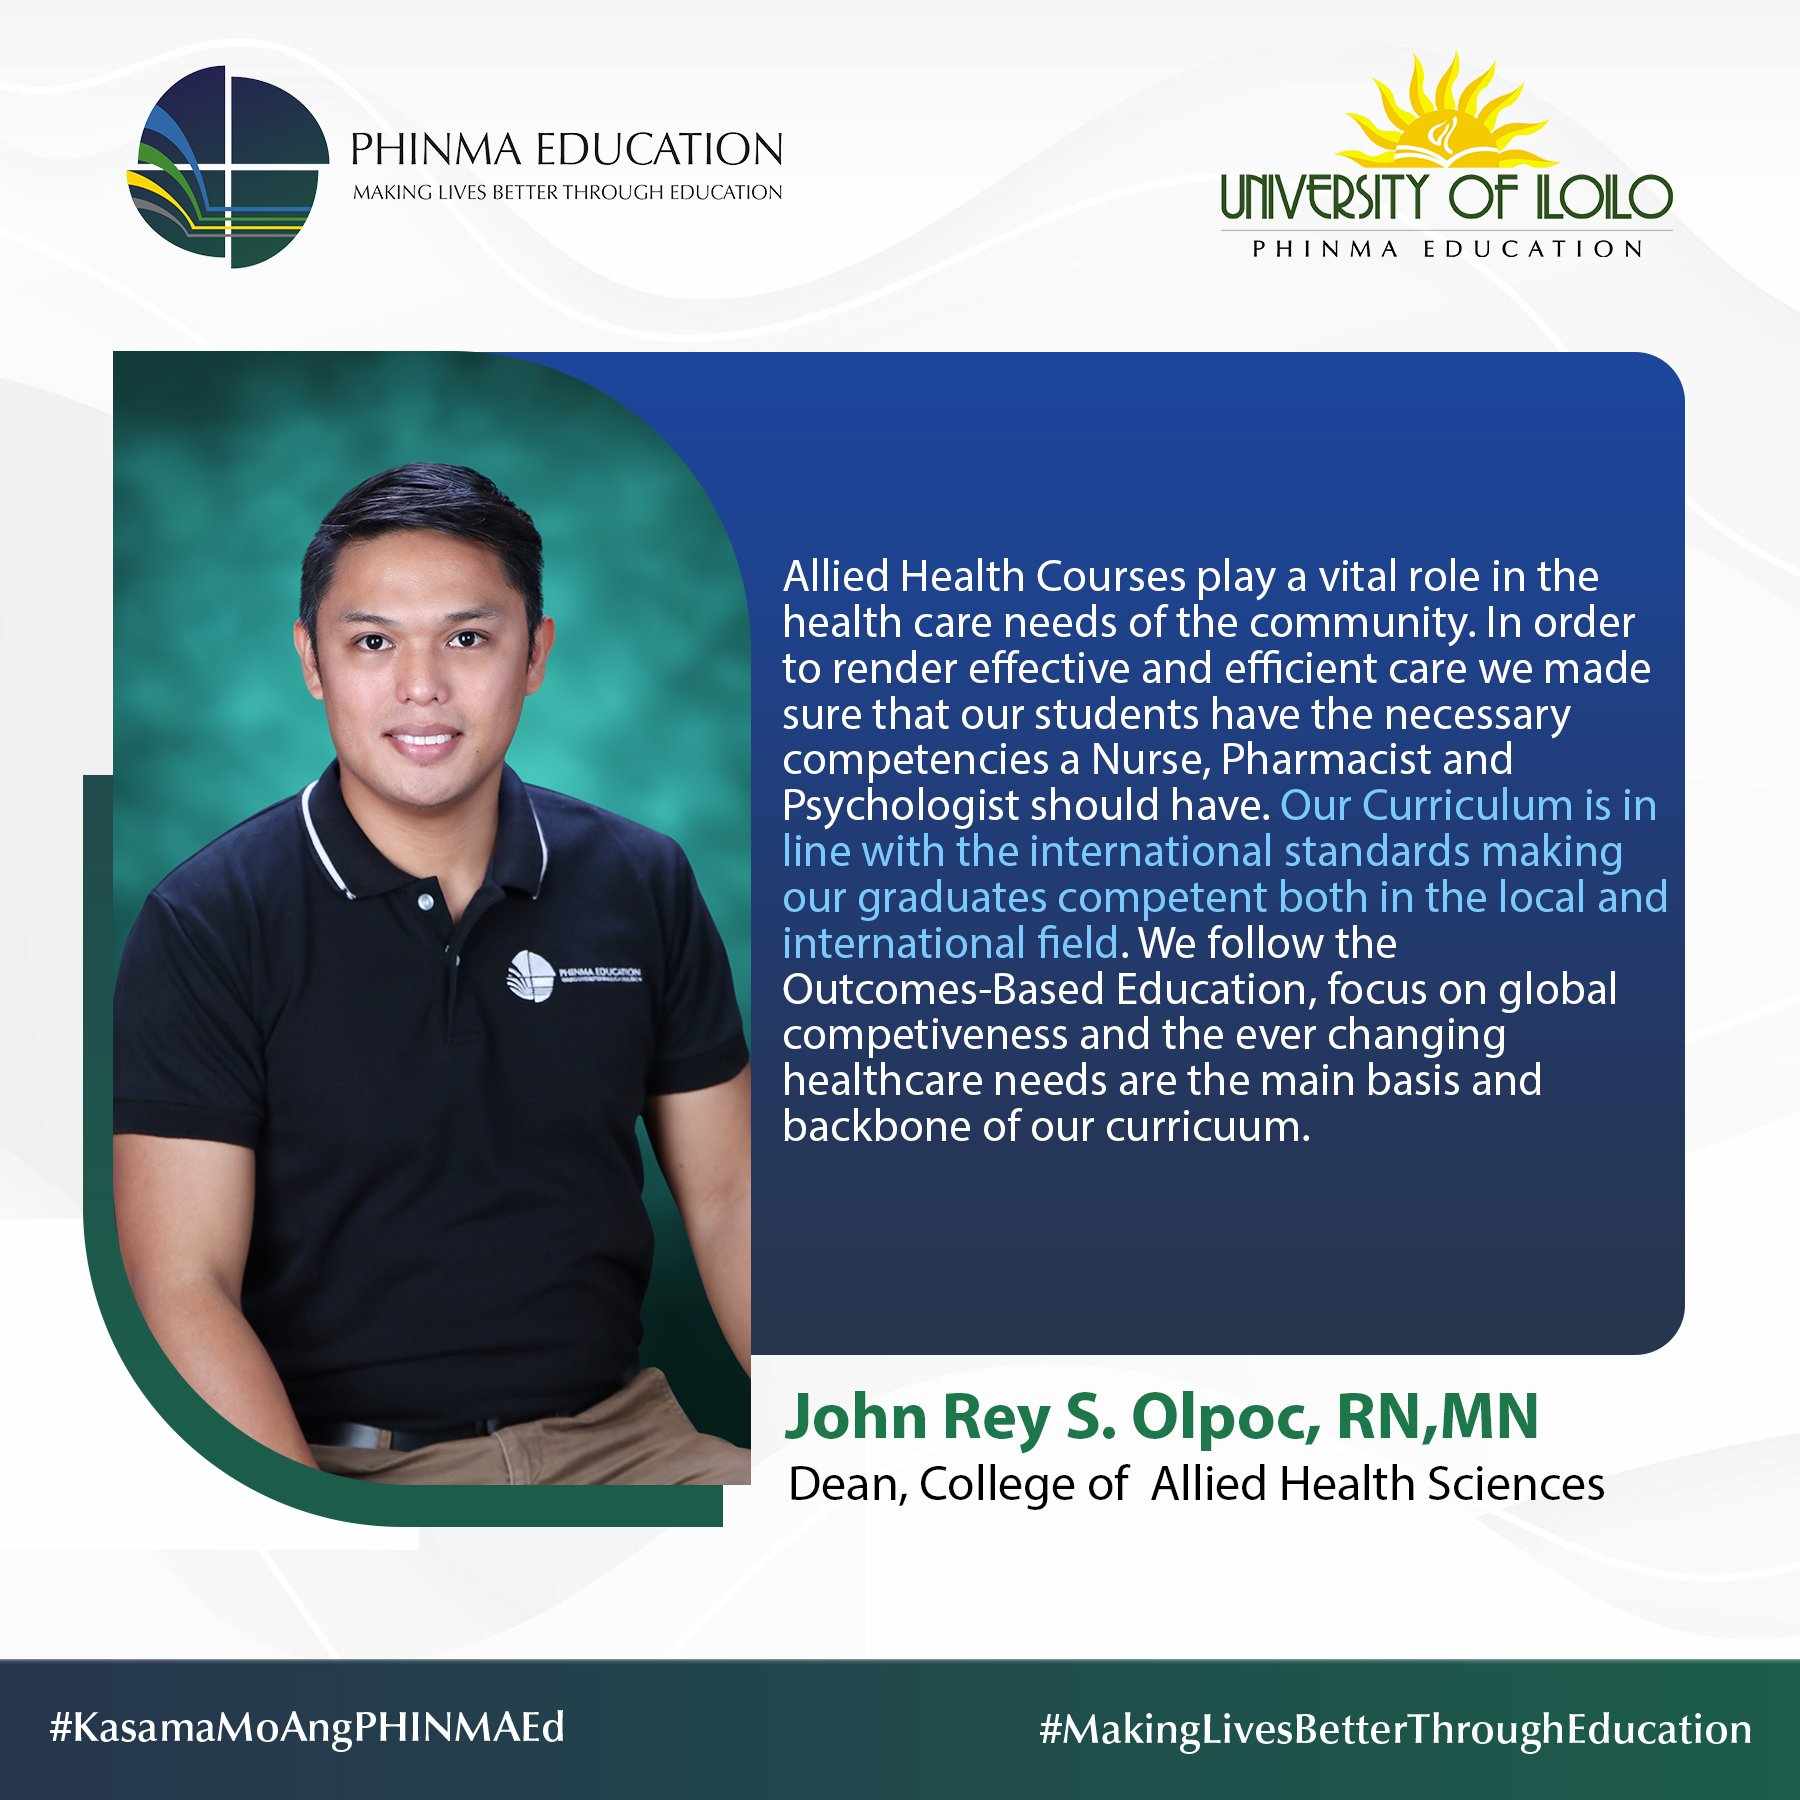 PHINMA EDUCATION
MAKING LIVES BETTER THROUGH EDUCATION
UNIVERSITY OF ILOILO
PHINMA EDUCATION
Allied Health Courses play a vital role in the
health care needs of the community. In order
to render effective and efficient care we made
sure that our students have the necessary
competencies a Nurse, Pharmacist and
Psychologist should have. Our Curriculum is in
line with the international standards making
our graduates competent both in the local and
international field. We follow the
Outcomes-Based Education, focus on global
competiveness and the ever changing
healthcare needs are the main basis and
backbone of our curricuum.
PHINMA EDUCATION
John Rey S. Olpoc, RN,MN
Dean, College of Allied Health Sciences
#KasamaMoAngPHINMAEd
#MakingLivesBetterThroughEducation